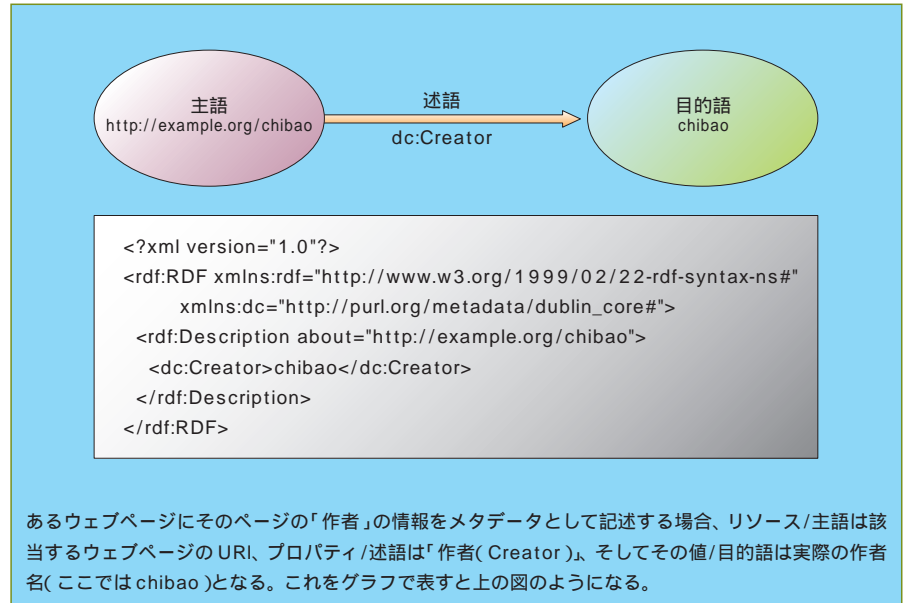 主語
http://example.org/chibao
述語
dc:Creator
目的語
chibao
<?xml version="1.0"?>
<rdf:RDF xmlns:rdf="http://www.w3.org/1999/02/22-rdf-syntax-ns#"
xmlns:dc="http://purl.org/metadata/dublin_core#">
<rdf:Description about="http://example.org/chibao">
<dc:Creator>chibao</dc:Creator>
</rdf:Description>
</rdf:RDF>
あるウェブページにそのページの「作者」の情報をメタデータとして記述する場合、リソース/主語は該
当するウェブページのURI、プロパティ/述語は「作者(Creator)」、そしてその値/目的語は実際の作者
名(ここではchibao)となる。これをグラフで表すと上の図のようになる。